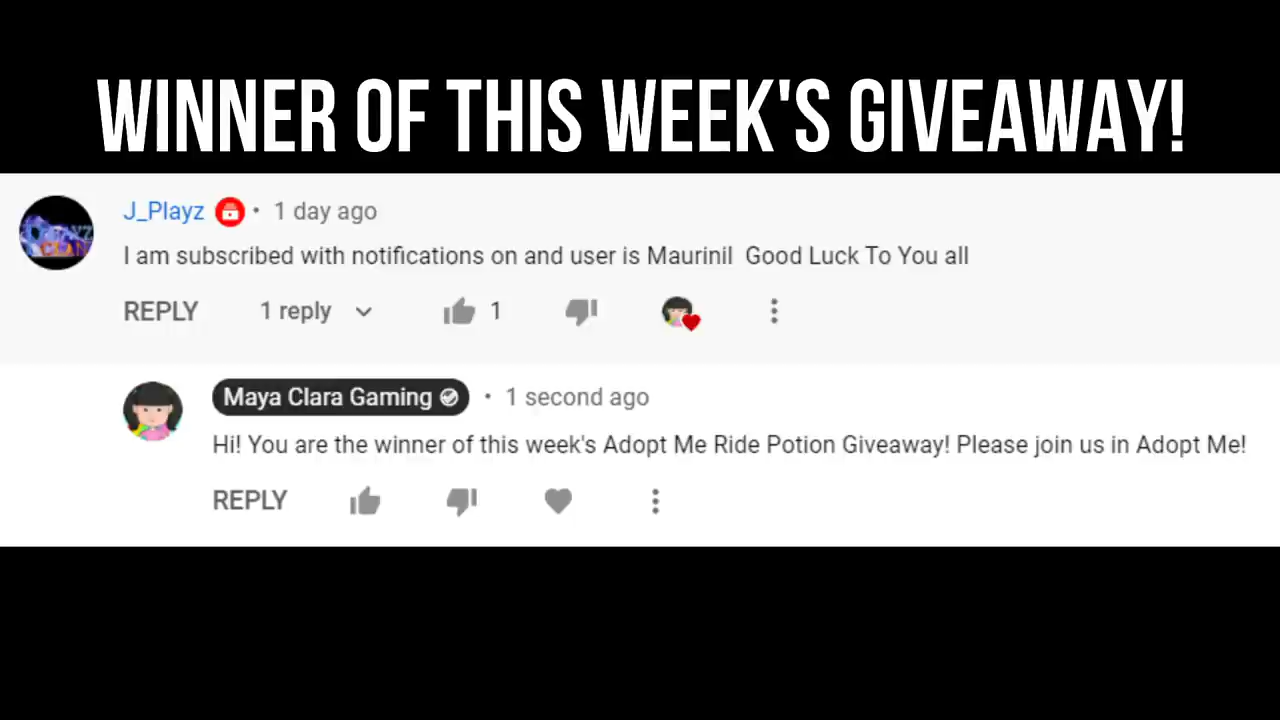 WINNER OF THIS WEEK'S GIVEAWAY!
J_Playz • 1 day ago
I am subscribed with notifications on and user is Maurinil  Good Luck To You all
REPLY 1 reply 1
Maya Clara Gaming • 1 second ago
Hi! You are the winner of this week's Adopt Me Ride Potion Giveaway! Please join us in Adopt Me!
REPLY